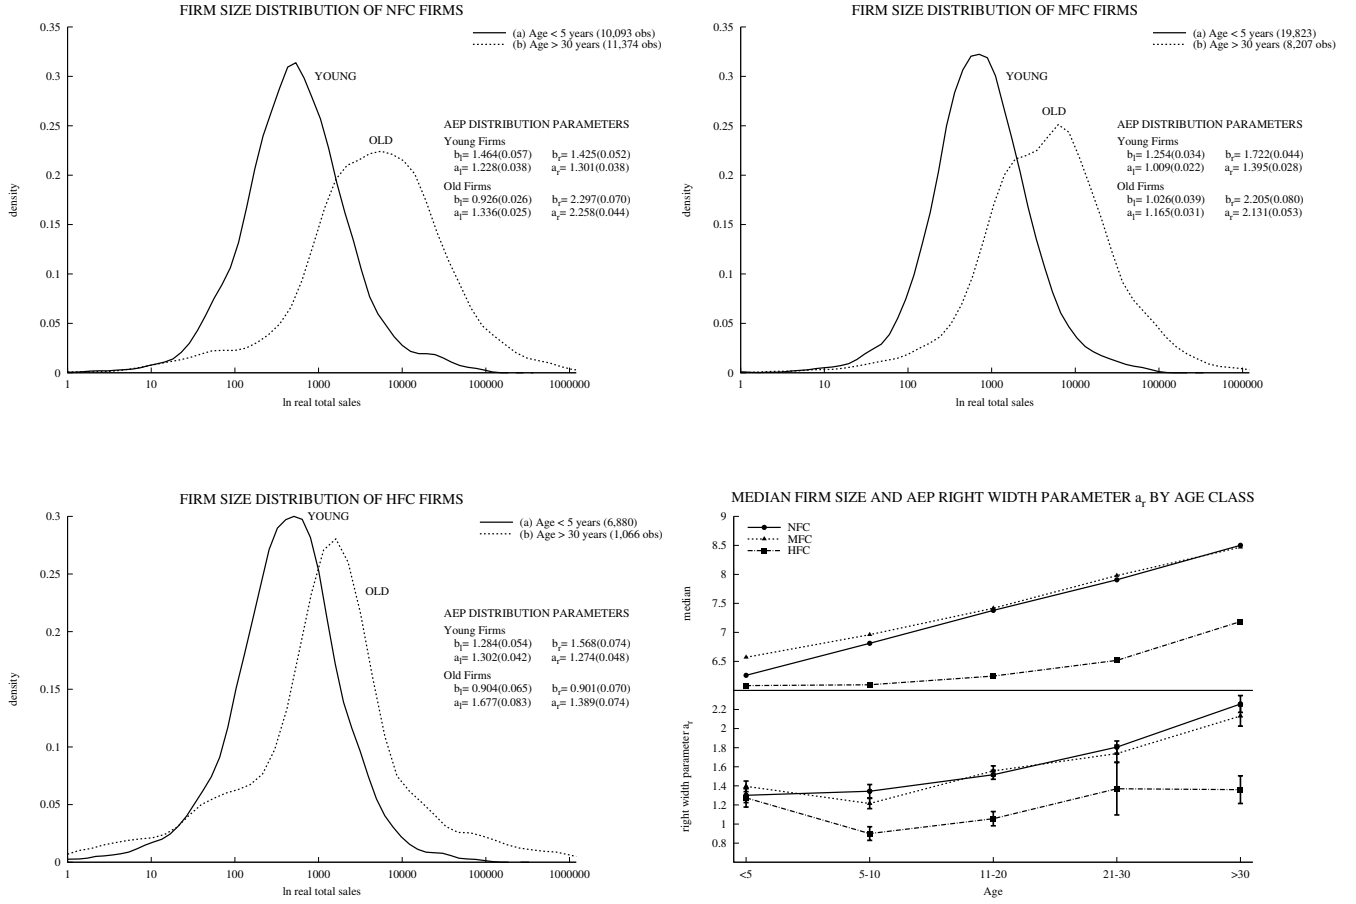 FIRM SIZE DISTRIBUTION OF NFC FIRMS
(a) Age < 5 years (10,093 obs)
(b) Age > 30 years (11,374 obs)
YOUNG
OLD
AEP DISTRIBUTION PARAMETERS
Young Firms
bl= 1.464(0.057) br= 1.425(0.052)
al= 1.228(0.038) ar= 1.301(0.038)
Old Firms
bl= 0.926(0.026) br= 2.297(0.070)
al= 1.336(0.025) ar= 2.258(0.044)
density
0.35
0.3
0.25
0.2
0.15
0.1
0.05
0
1 10 100 1000 10000 100000 1000000
ln real total sales
FIRM SIZE DISTRIBUTION OF MFC FIRMS
(a) Age < 5 years (19,823)
(b) Age > 30 years (8,207 obs)
YOUNG
OLD
AEP DISTRIBUTION PARAMETERS
Young Firms
bl= 1.254(0.034) br= 1.722(0.044)
al= 1.009(0.022) ar= 1.395(0.028)
Old Firms
bl= 1.026(0.039) br= 2.205(0.080)
al= 1.165(0.031) ar= 2.131(0.053)
density
0.35
0.3
0.25
0.2
0.15
0.1
0.05
0
1 10 100 1000 10000 100000 1000000
ln real total sales
FIRM SIZE DISTRIBUTION OF HFC FIRMS
(a) Age < 5 years (6,880)
(b) Age > 30 years (1,066 obs)
YOUNG
OLD
AEP DISTRIBUTION PARAMETERS
Young Firms
bl= 1.284(0.054) br= 1.568(0.074)
al= 1.302(0.042) ar= 1.274(0.048)
Old Firms
bl= 0.904(0.065) br= 0.901(0.070)
al= 1.677(0.083) ar= 1.389(0.074)
density
0.3
0.25
0.2
0.15
0.1
0.05
0
1 10 100 1000 10000 100000 1000000
ln real total sales
MEDIAN FIRM SIZE AND AEP RIGHT WIDTH PARAMETER ar BY AGE CLASS
NFC
MFC
HFC
median
9
8.5
8
7.5
7
6.5
right width parameter ar
2.2
2
1.8
1.6
1.4
1.2
1
0.8
<5 5-10 11-20 21-30 >30
Age